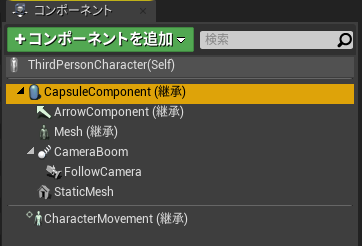 コンポーネント
+コンポーネントを追加
検索
ThirdPersonCharacter(Self)
CapsuleComponent (継承)
ArrowComponent (継承)
Mesh (継承)
CameraBoom
FollowCamera
StaticMesh
CharacterMovement (継承)